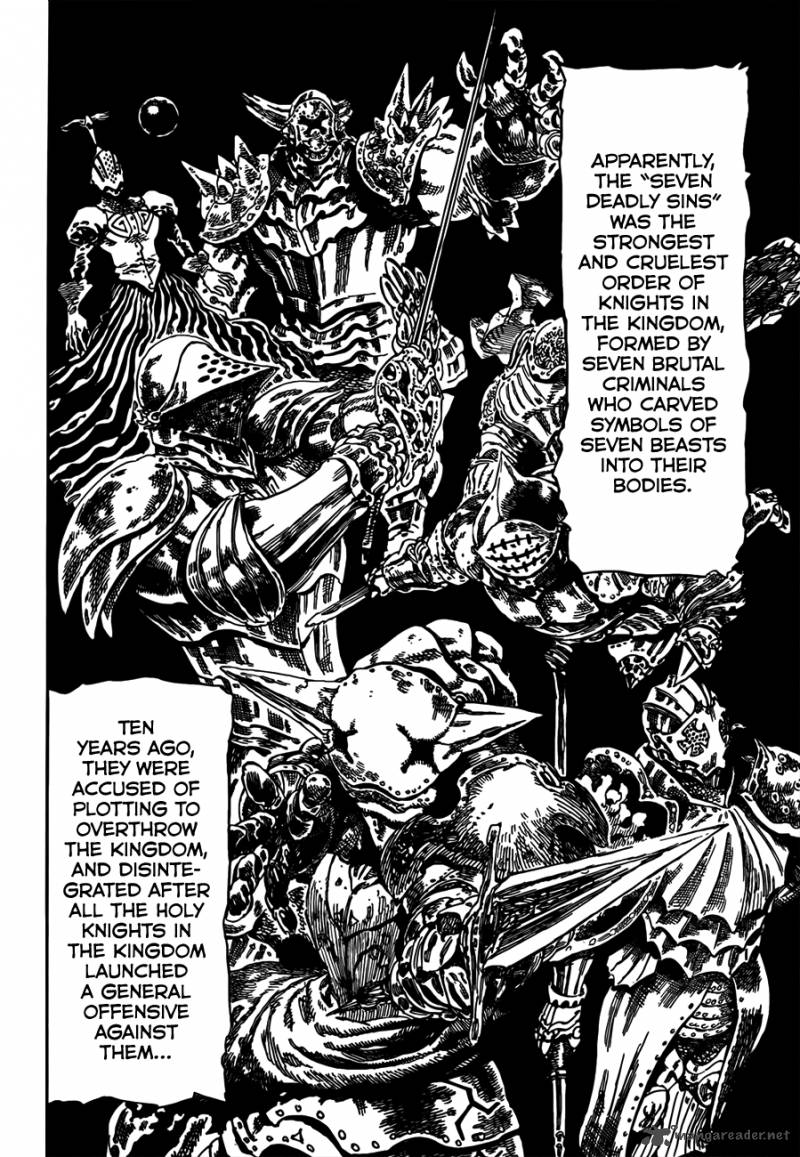 APPARENTLY,
THE "SEVEN
DEADLY SINS"
WAS THE
STRONGEST
AND CRUELEST
ORDER OF
KNIGHTS IN
THE KINGDOM,
FORMED BY
SEVEN BRUTAL
CRIMINALS
WHO CARVED
SYMBOLS OF
SEVEN BEASTS
INTO THEIR
BODIES.
TEN
YEARS AGO,
THEY WERE
ACCUSED OF
PLOTTING TO
OVERTHROW
THE KINGDOM,
AND DISINTE-
GRATED AFTER
ALL THE HOLY
KNIGHTS IN
THE KINGDOM
LAUNCHED
A GENERAL
OFFENSIVE
AGAINST
THEM...
mangareader.net